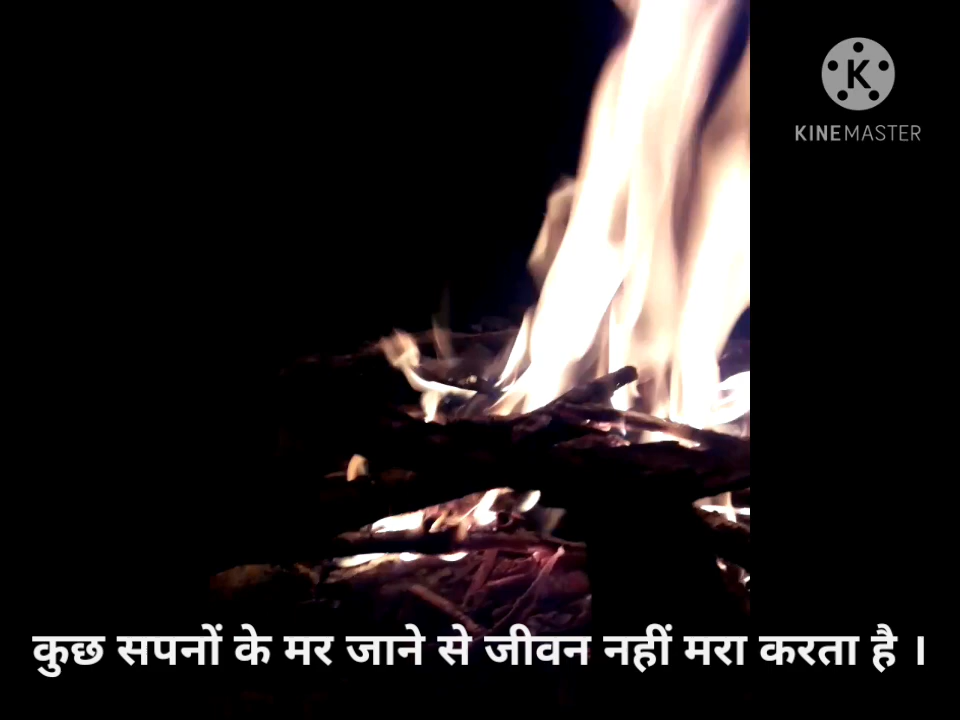 K
KINEMASTER
कुछ सपनों के मर जाने से जीवन नहीं मरा करता है ।